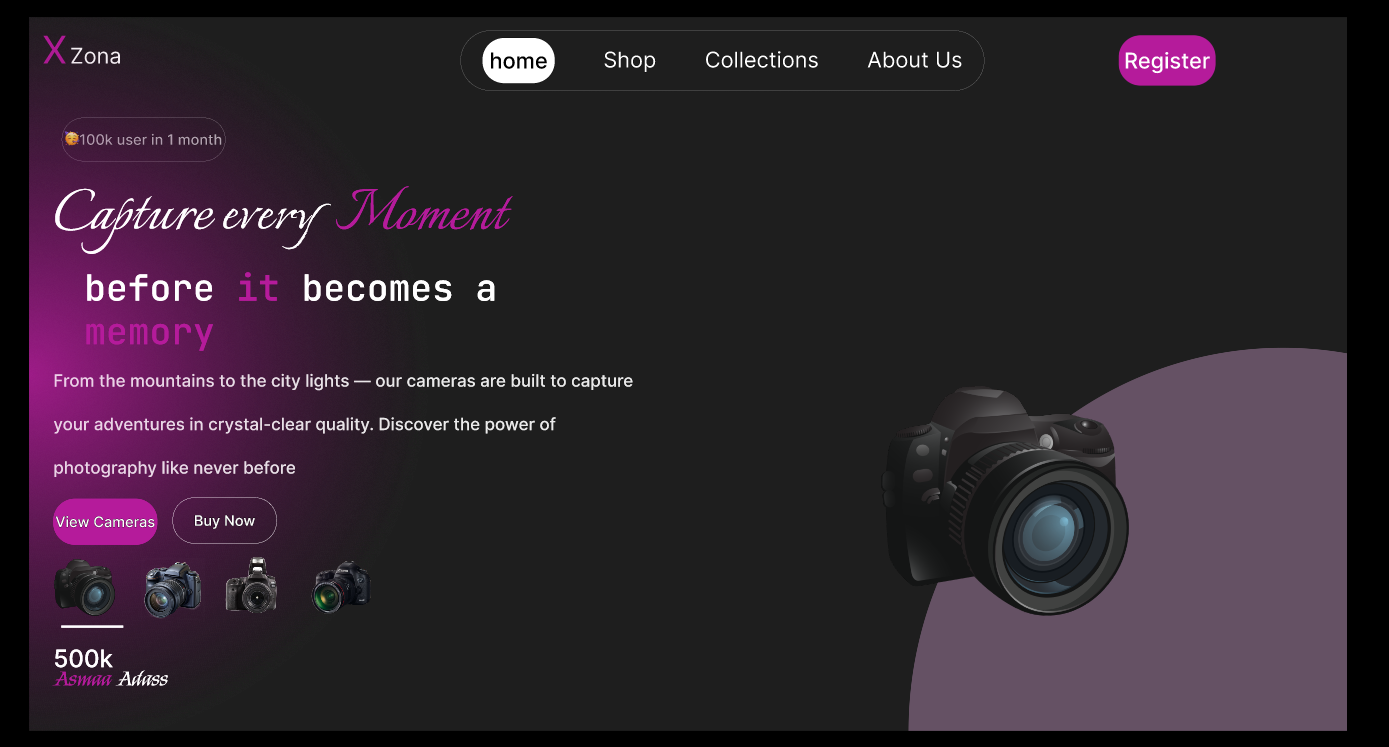 X Zona
home Shop Collections About Us
Register
🥳100k user in 1 month
Capture every Moment
before it becomes a
memory
From the mountains to the city lights — our cameras are built to capture
your adventures in crystal-clear quality. Discover the power of
photography like never before
View Cameras Buy Now
500k
Asmaa Adass